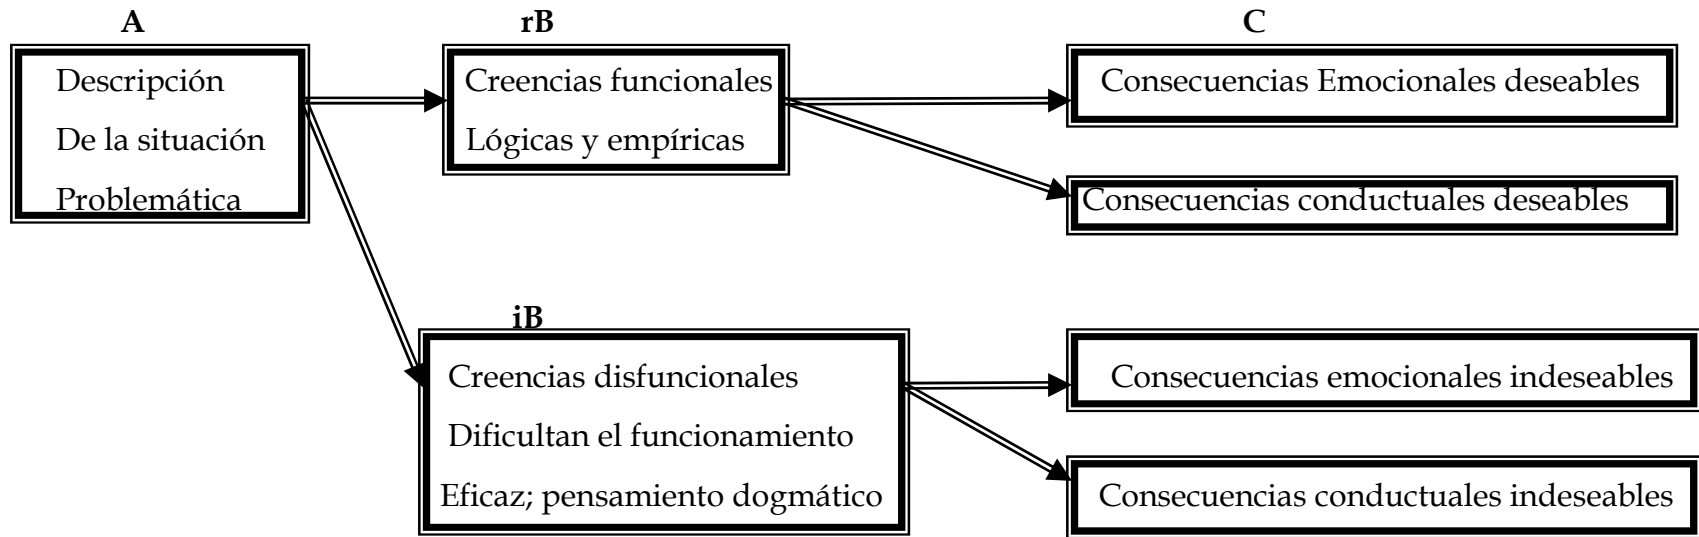 A
rB
C
Descripción
De la situación
Problemática
Creencias funcionales
Lógicas y empíricas
Consecuencias Emocionales deseables
Consecuencias conductuales deseables
iB
Creencias disfuncionales
Dificultan el funcionamiento
Eficaz; pensamiento dogmático
Consecuencias emocionales indeseables
Consecuencias conductuales indeseables